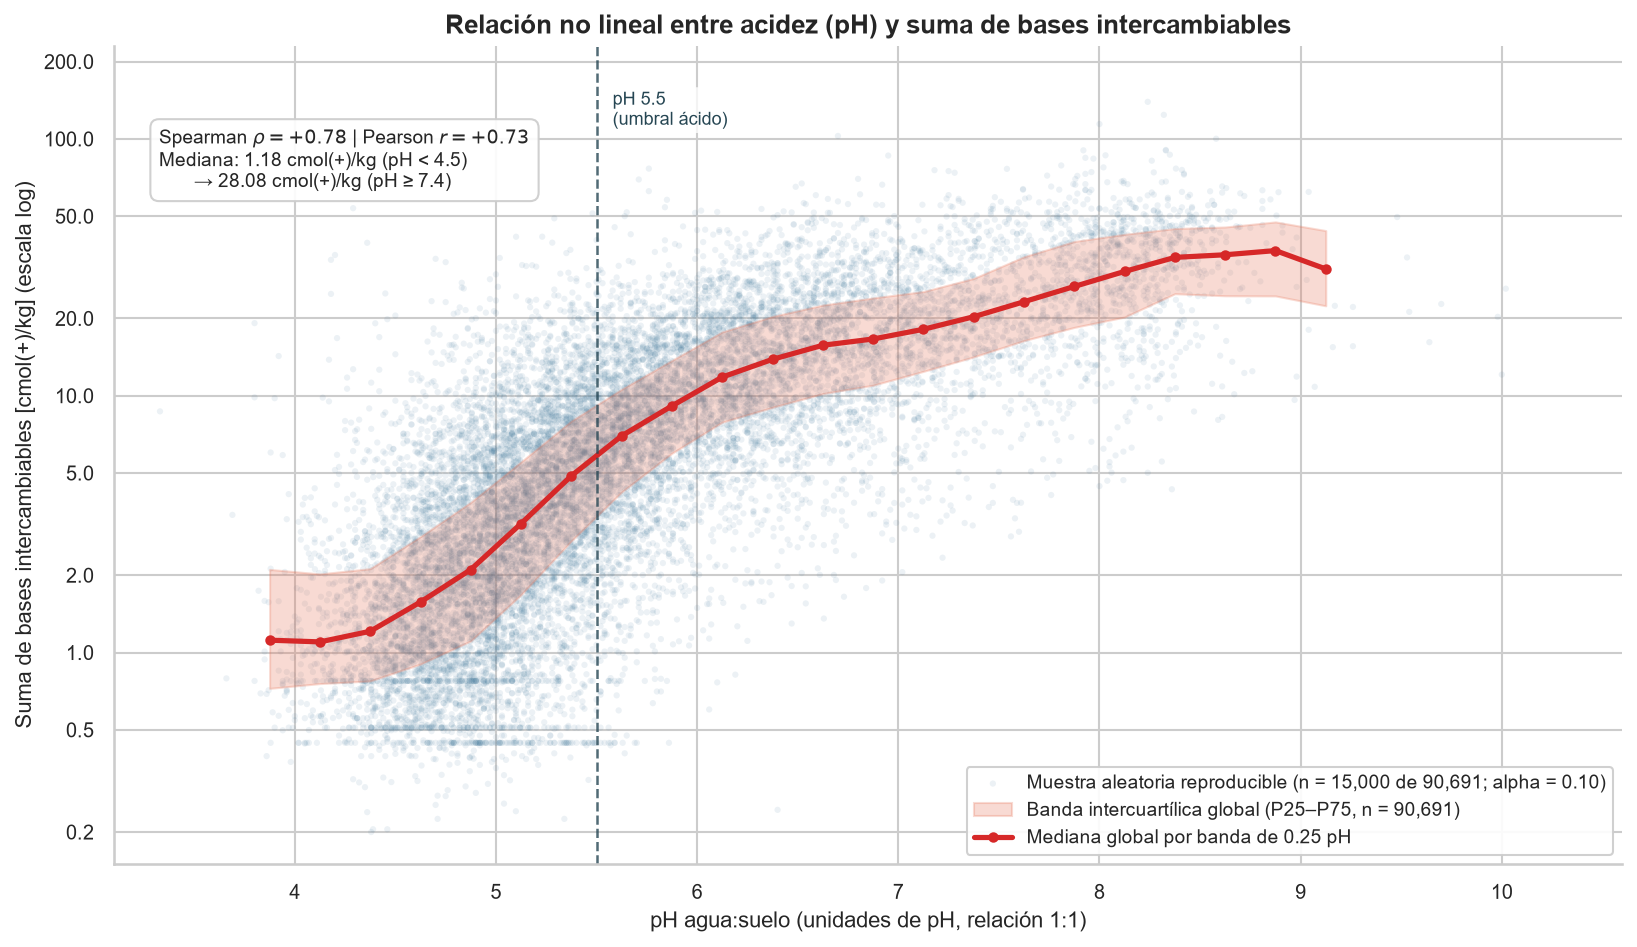 Relación no lineal entre acidez (pH) y suma de bases intercambiables
Suma de bases intercambiables [cmol(+)/kg] (escala log)
200.0
100.0
50.0
20.0
10.0
5.0
2.0
1.0
0.5
0.2
Spearman ρ = +0.78 | Pearson r = +0.73
Mediana: 1.18 cmol(+)/kg (pH < 4.5)
→ 28.08 cmol(+)/kg (pH ≥ 7.4)
pH 5.5
(umbral ácido)
Muestra aleatoria reproducible (n = 15,000 de 90,691; alpha = 0.10)
Banda intercuartílica global (P25–P75, n = 90,691)
Mediana global por banda de 0.25 pH
4 5 6 7 8 9 10
pH agua:suelo (unidades de pH, relación 1:1)